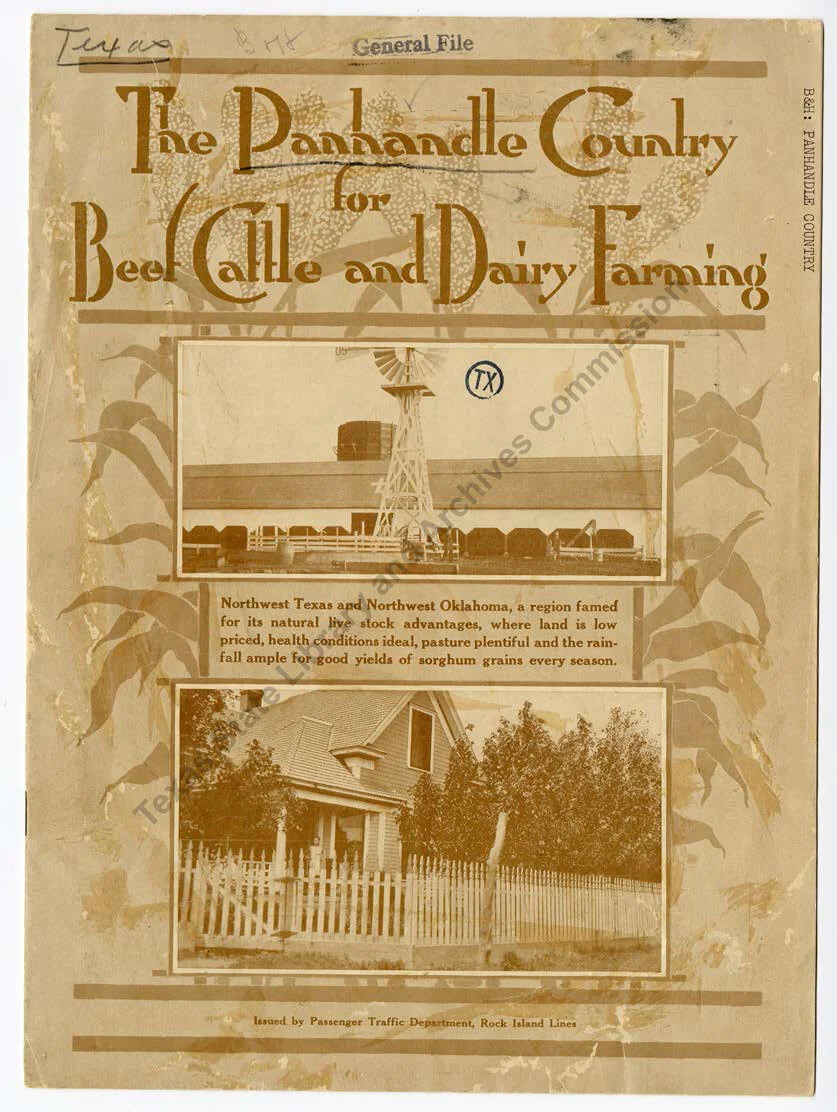 Texas
General File
B&H: PANHANDLE COUNTRY
The Panhandle Country
for
Beef Cattle and Dairy Farming
TX
Northwest Texas and Northwest Oklahoma, a region famed
for its natural live stock advantages, where land is low
priced, health conditions ideal, pasture plentiful and the rain-
fall ample for good yields of sorghum grains every season.
Texas State Library and Archives Commission
Issued by Passenger Traffic Department, Rock Island Lines